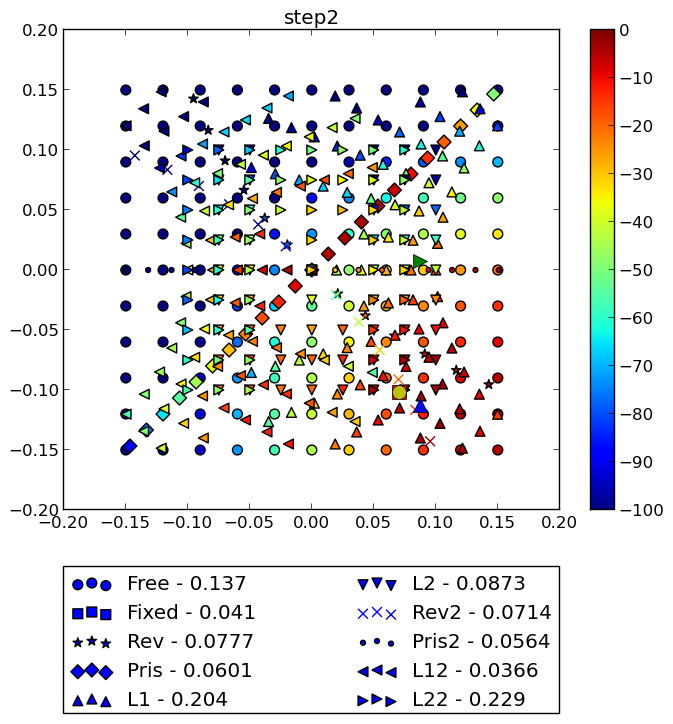 step2
0.20
0.15
0.10
0.05
0.00
−0.05
−0.10
−0.15
−0.20
−0.20 −0.15 −0.10 −0.05 0.00 0.05 0.10 0.15 0.20
0
−10
−20
−30
−40
−50
−60
−70
−80
−90
−100
Free - 0.137
Fixed - 0.041
Rev - 0.0777
Pris - 0.0601
L1 - 0.204
L2 - 0.0873
Rev2 - 0.0714
Pris2 - 0.0564
L12 - 0.0366
L22 - 0.229